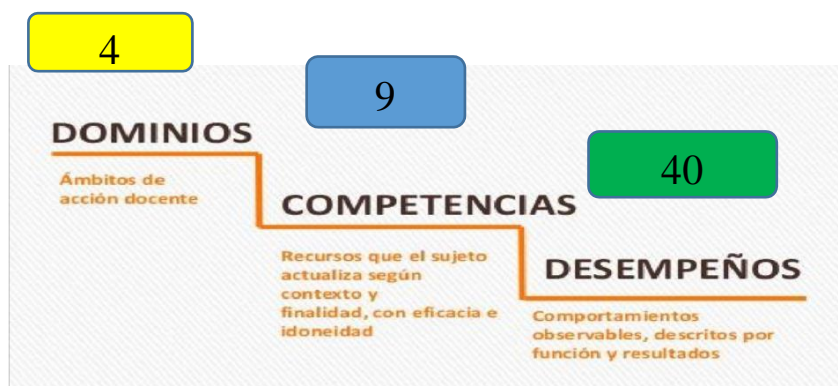 4
DOMINIOS
Ámbitos de
acción docente
9
COMPETENCIAS
Recursos que el sujeto
actualiza según
contexto y
finalidad, con eficacia e
idoneidad
40
DESEMPEÑOS
Comportamientos
observables, descritos por
función y resultados